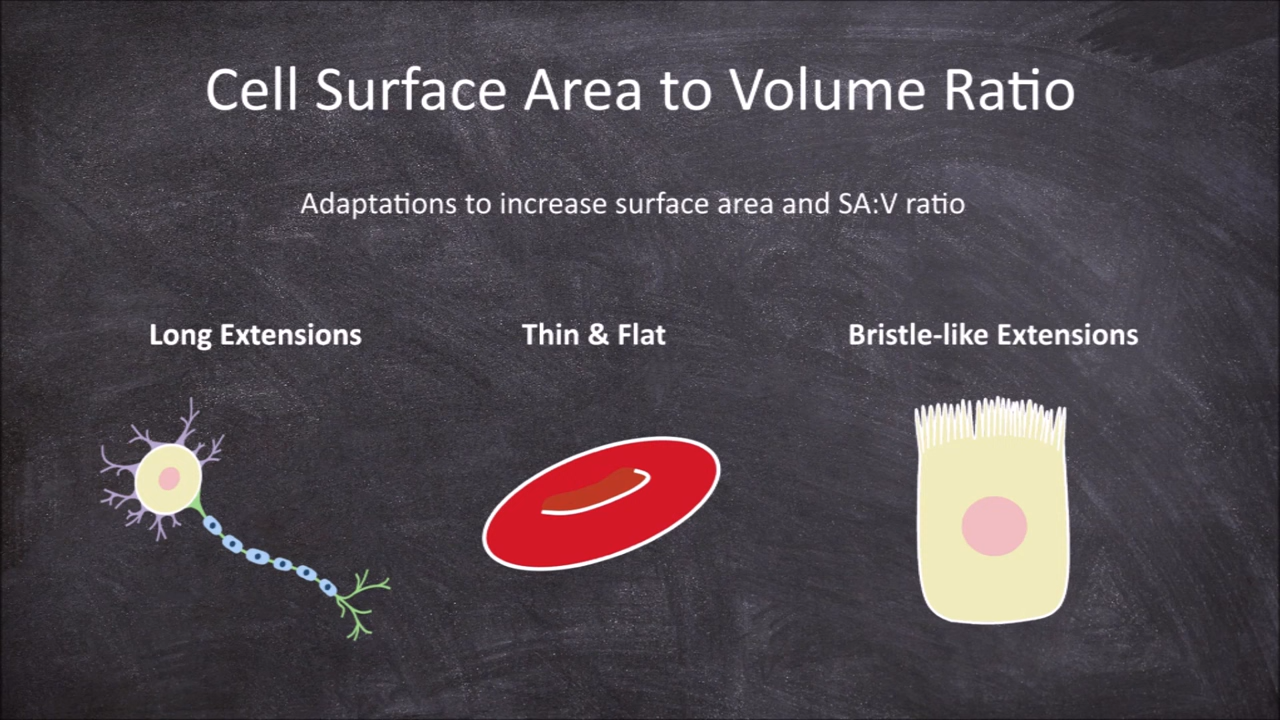 Cell Surface Area to Volume Ratio
Adaptations to increase surface area and SA:V ratio
Long Extensions
Thin & Flat
Bristle-like Extensions